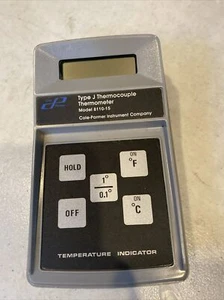 Type J Thermocouple
Thermometer
Model 8110-15
Cole-Parmer Instrument Company
HOLD
ON
°F
1°
0.1°
OFF
ON
°C
TEMPERATURE INDICATOR